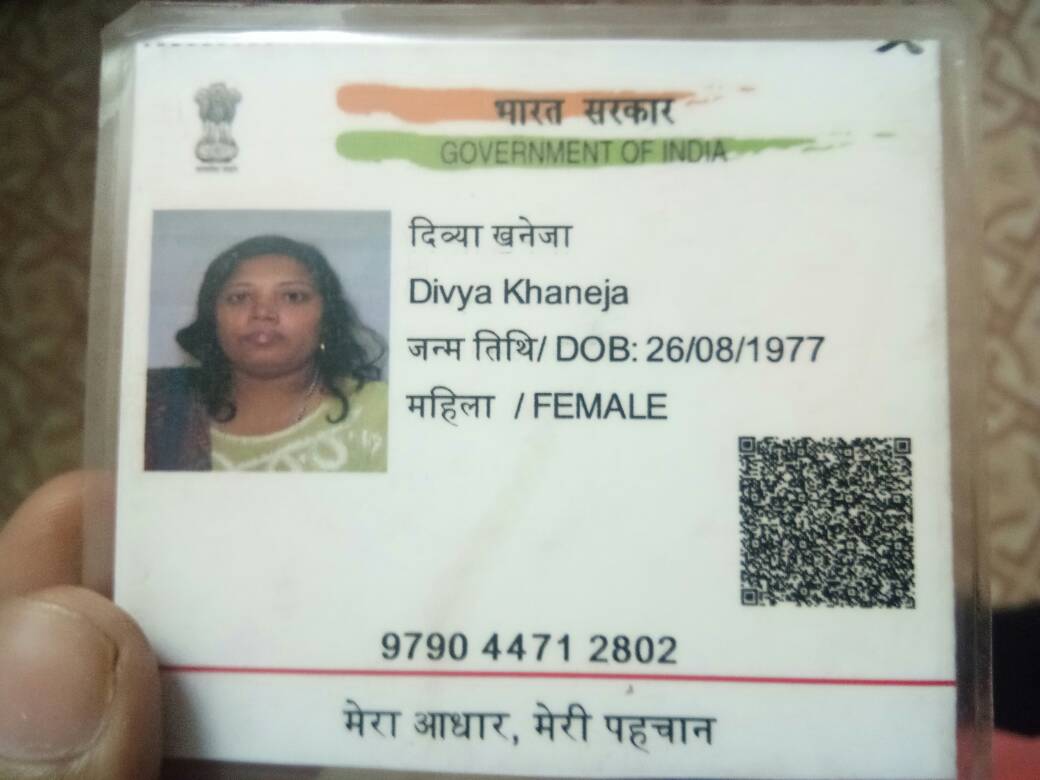 भारत सरकार
GOVERNMENT OF INDIA
दिव्या खनेजा
Divya Khaneja
जन्म तिथि/ DOB: 26/08/1977
महिला / FEMALE
9790 4471 2802
मेरा आधार, मेरी पहचान